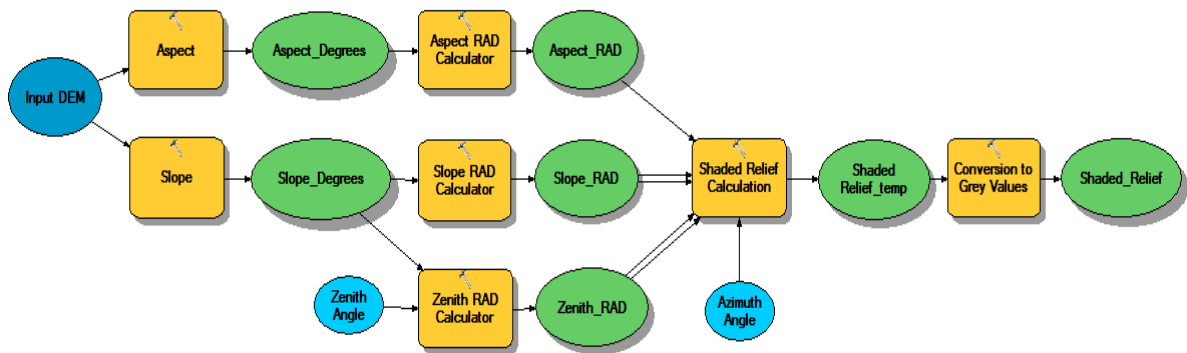 Input DEM
Aspect
Aspect_Degrees
Aspect RAD
Calculator
Aspect_RAD
Slope
Slope_Degrees
Slope RAD
Calculator
Slope_RAD
Shaded Relief
Calculation
Shaded
Relief_temp
Conversion to
Grey Values
Shaded_Relief
Zenith
Angle
Zenith RAD
Calculator
Zenith_RAD
Azimuth
Angle